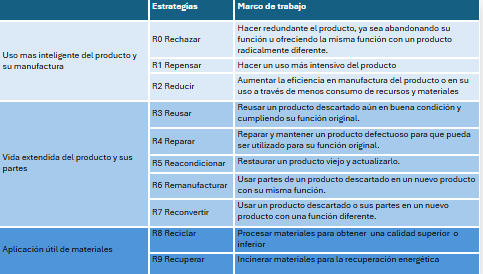 Estrategias Marco de trabajo
Uso mas inteligente del producto y
su manufactura
R0 Rechazar
Hacer redundante el producto, ya sea abandonando su
función u ofreciendo la misma función con un producto
radicalmente diferente.
R1 Repensar
Hacer un uso más intensivo del producto
R2 Reducir
Aumentar la eficiencia en manufactura del producto o en su
uso a través de menos consumo de recursos y materiales
Vida extendida del producto y sus
partes
R3 Reusar
Reusar un producto descartado aún en buena condición y
cumpliendo su función original.
R4 Reparar
Reparar y mantener un producto defectuoso para que pueda
ser utilizado para su función original.
R5 Reacondicionar
Restaurar un producto viejo y actualizarlo.
R6 Remanufacturar
Usar partes de un producto descartado en un nuevo producto
con su misma función.
R7 Reconvertir
Usar un producto descartado o sus partes en un nuevo
producto con una función diferente.
Aplicación útil de materiales
R8 Reciclar
Procesar materiales para obtener una calidad superior o
inferior
R9 Recuperar
Incinerar materiales para la recuperación energética